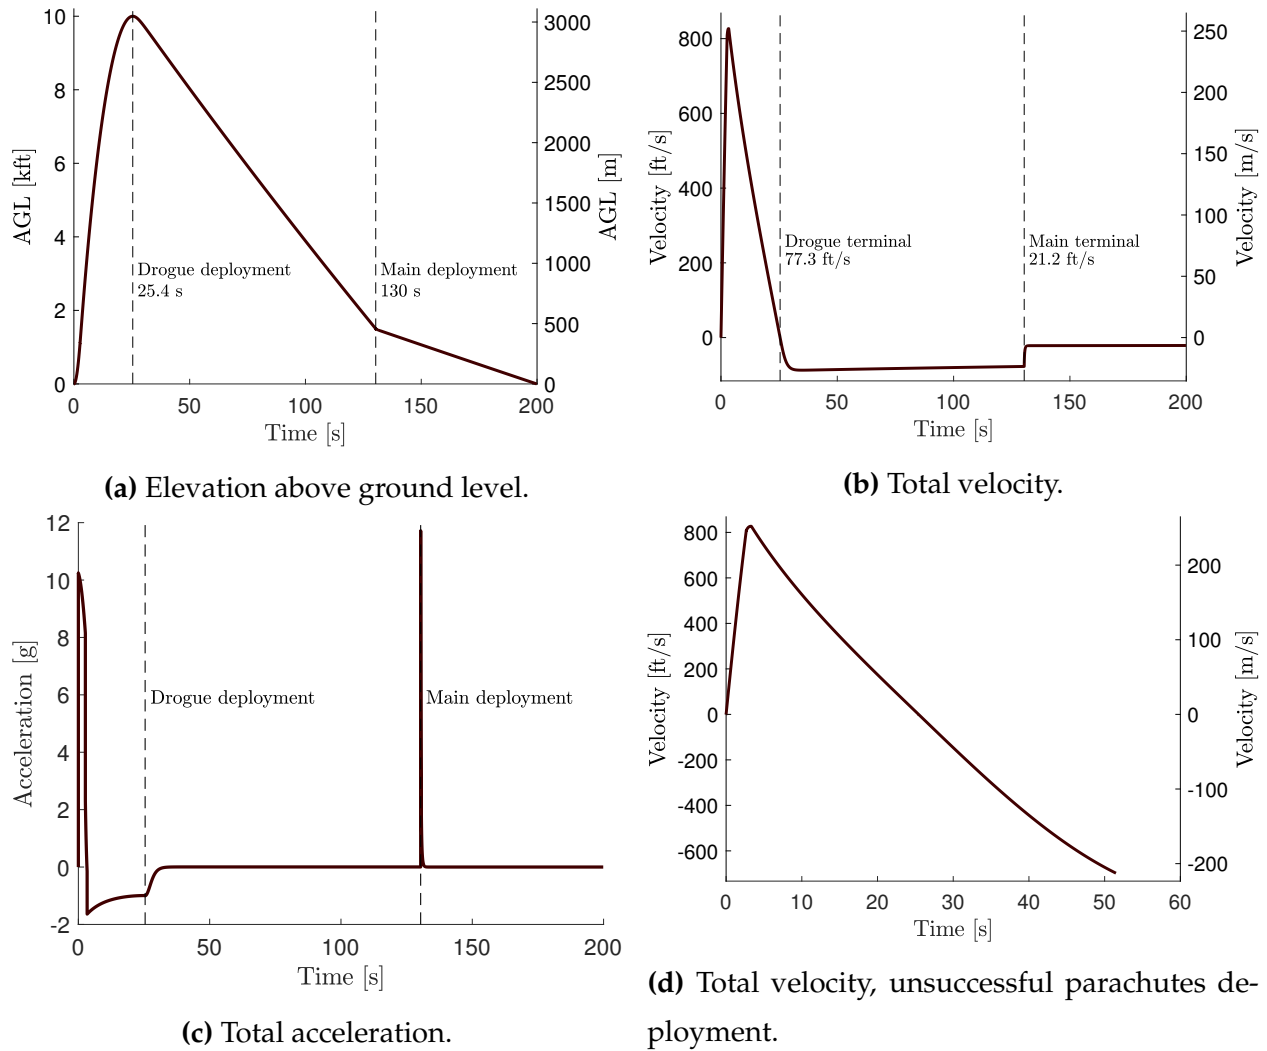 10
8
6
4
2
0
AGL [kft]
3000
2500
2000
1500
1000
500
0
AGL [m]
Drogue deployment
25.4 s
Main deployment
130 s
0 50 100 150 200
Time [s]
(a) Elevation above ground level.
800
600
400
200
0
Velocity [ft/s]
250
200
150
100
50
0
Velocity [m/s]
Drogue terminal
77.3 ft/s
Main terminal
21.2 ft/s
0 50 100 150 200
Time [s]
(b) Total velocity.
12
10
8
6
4
2
0
-2
Acceleration [g]
Drogue deployment
Main deployment
0 50 100 150 200
Time [s]
(c) Total acceleration.
800
600
400
200
0
-200
-400
-600
Velocity [ft/s]
200
100
0
-100
-200
Velocity [m/s]
0 10 20 30 40 50 60
Time [s]
(d) Total velocity, unsuccessful parachutes de-
ployment.